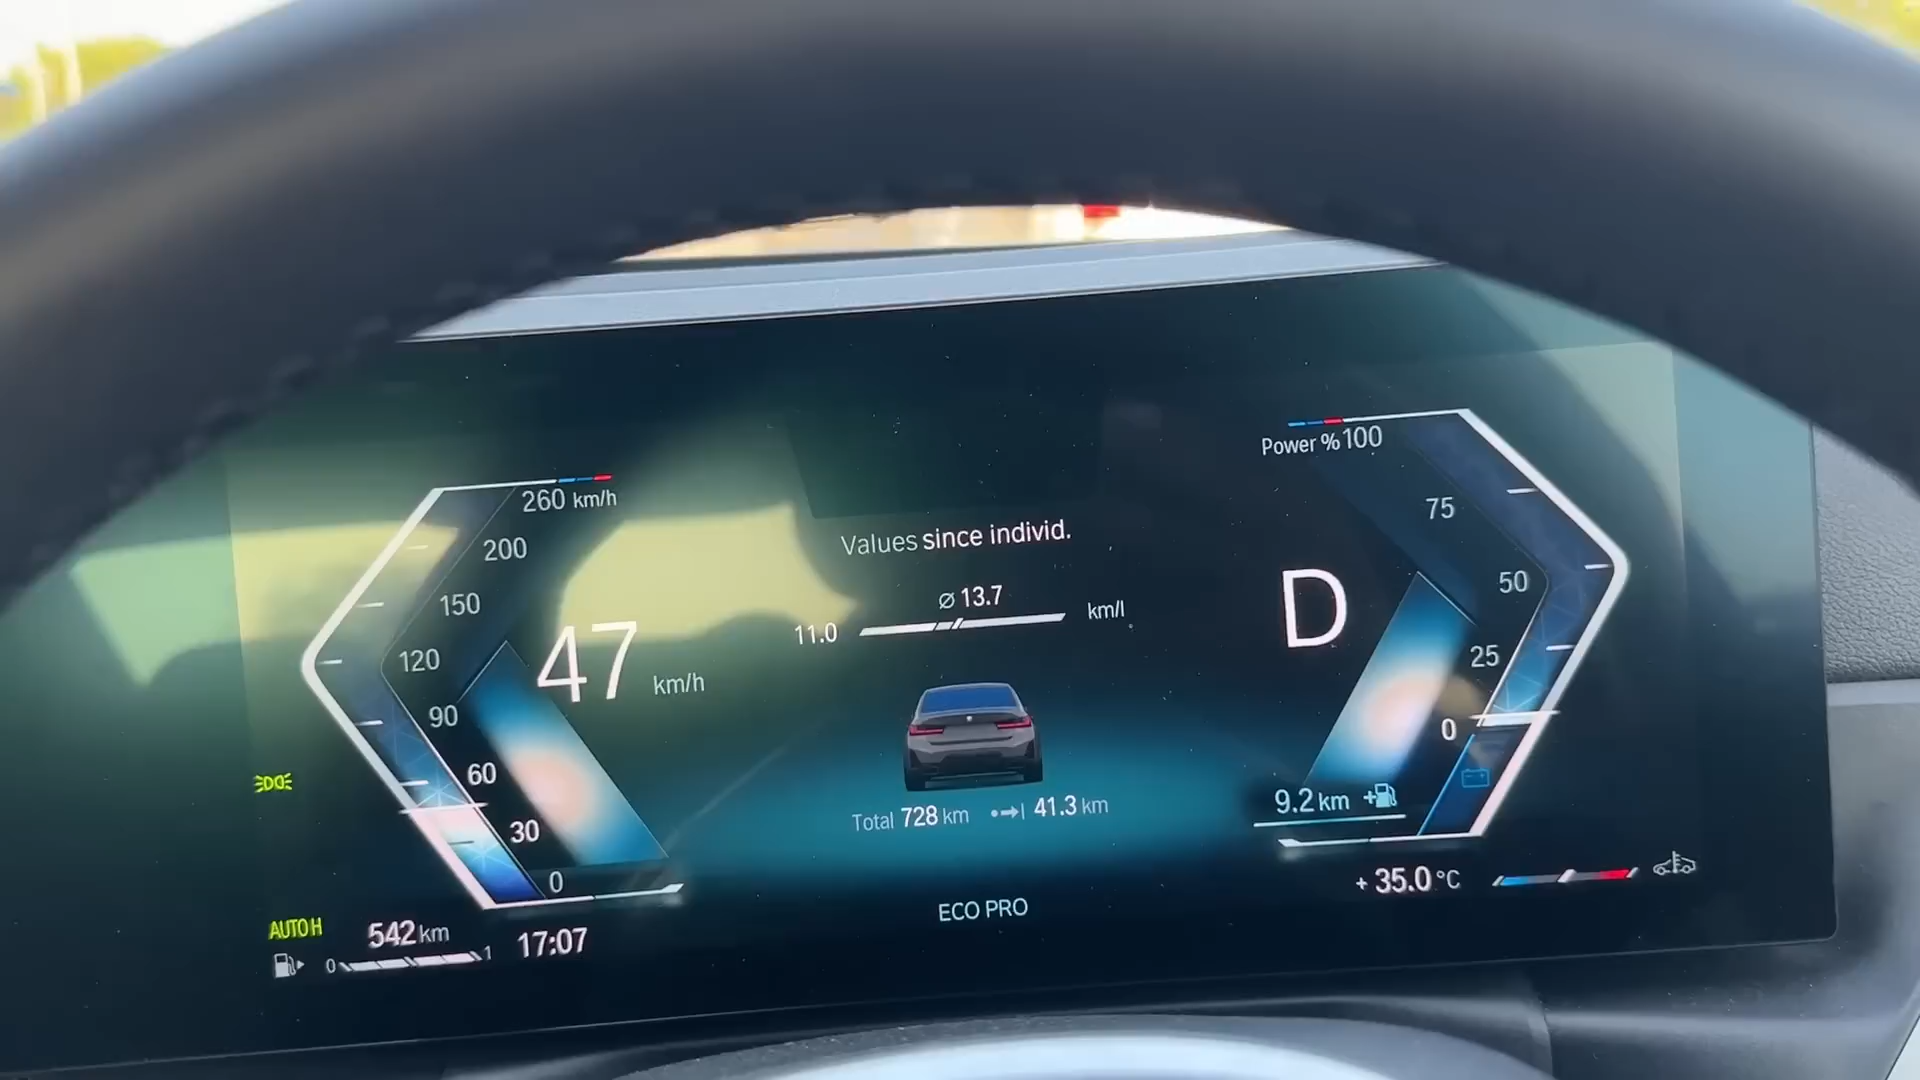 Power % 100
260 km/h
200
150
120
90
60
30
0
47 km/h
Values since individ.
⌀ 13.7
11.0
km/l
Total 728 km
41.3 km
ECO PRO
D
75
50
25
0
9.2 km +
+ 35.0 °C
AUTO H
542 km
0
1
17:07